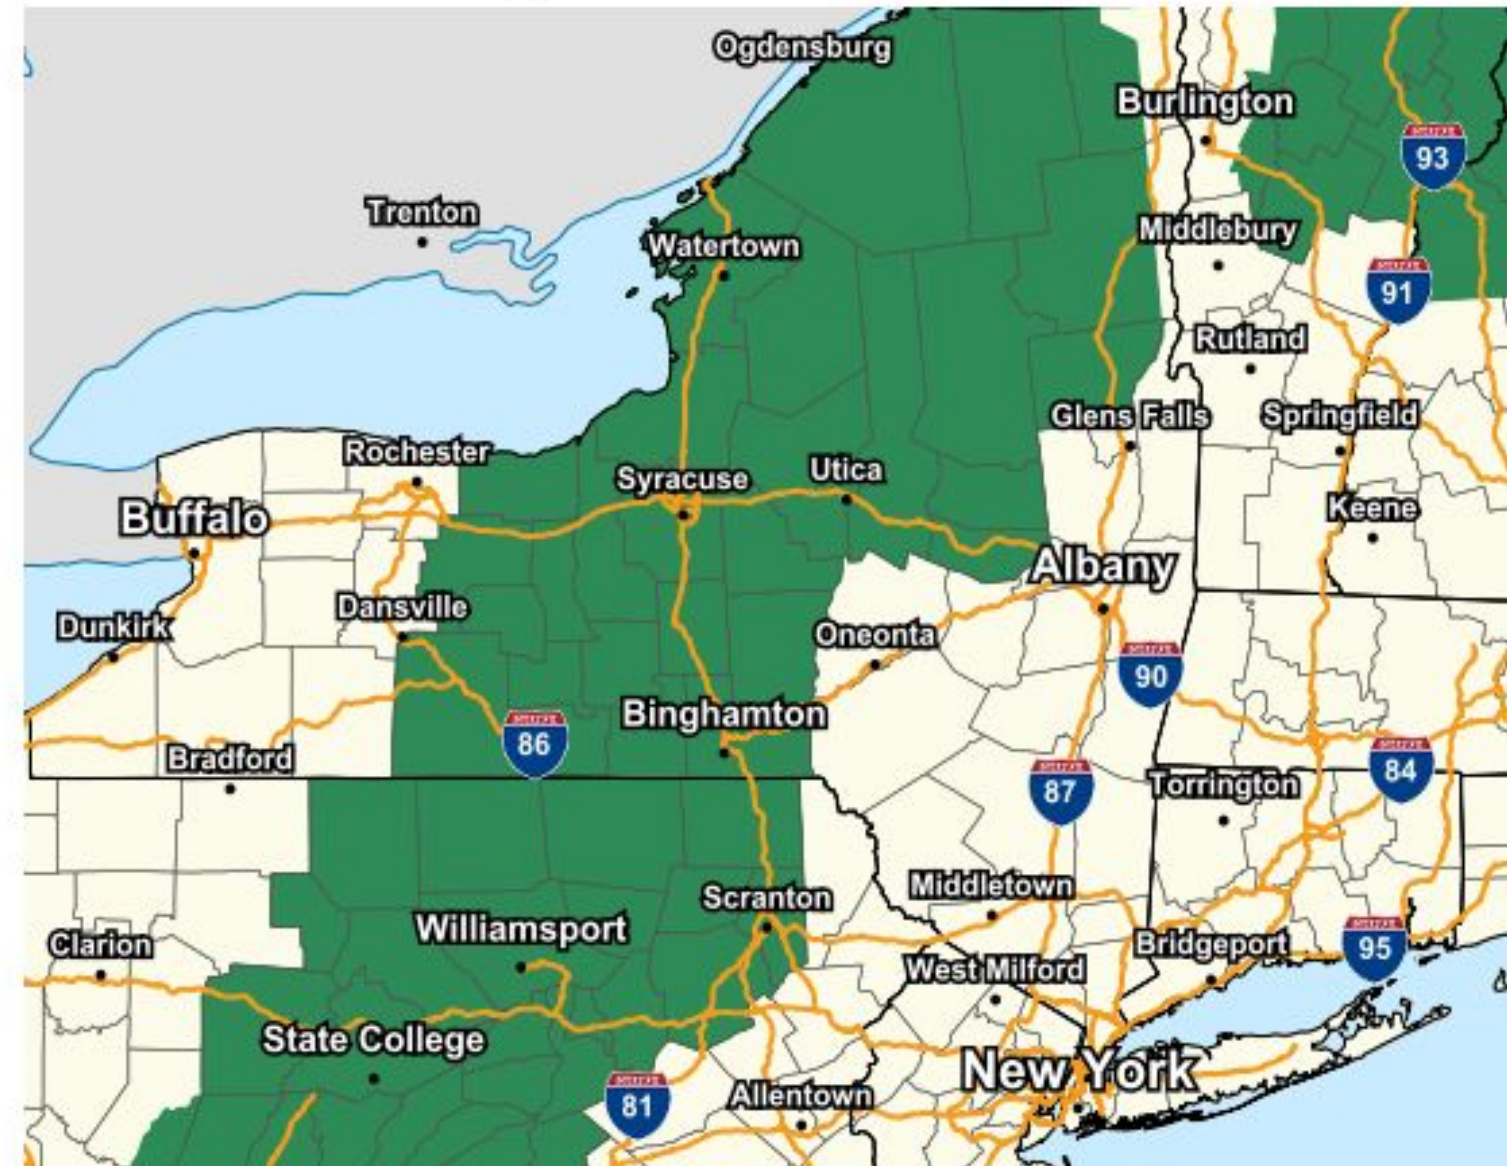 Ogdensburg
Burlington
93
Trenton
Watertown
Middlebury
91
Rutland
Glens Falls
Springfield
Rochester
Syracuse
Utica
Buffalo
Keene
Albany
Dansville
Dunkirk
Oneonta
90
Binghamton
86
Bradford
84
87
Torrington
Scranton
Middletown
Williamsport
Clarion
Bridgeport
95
West Milford
State College
New York
81
Allentown